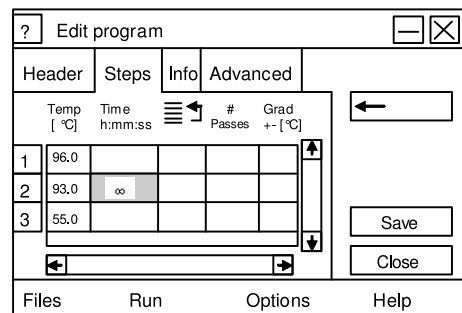 ? Edit program
Header Steps Info Advanced
Temp Time # Grad
[ °C] h:mm:ss Passes +- [ °C]
1 96.0
2 93.0 ∞
3 55.0
Save
Close
Files Run Options Help